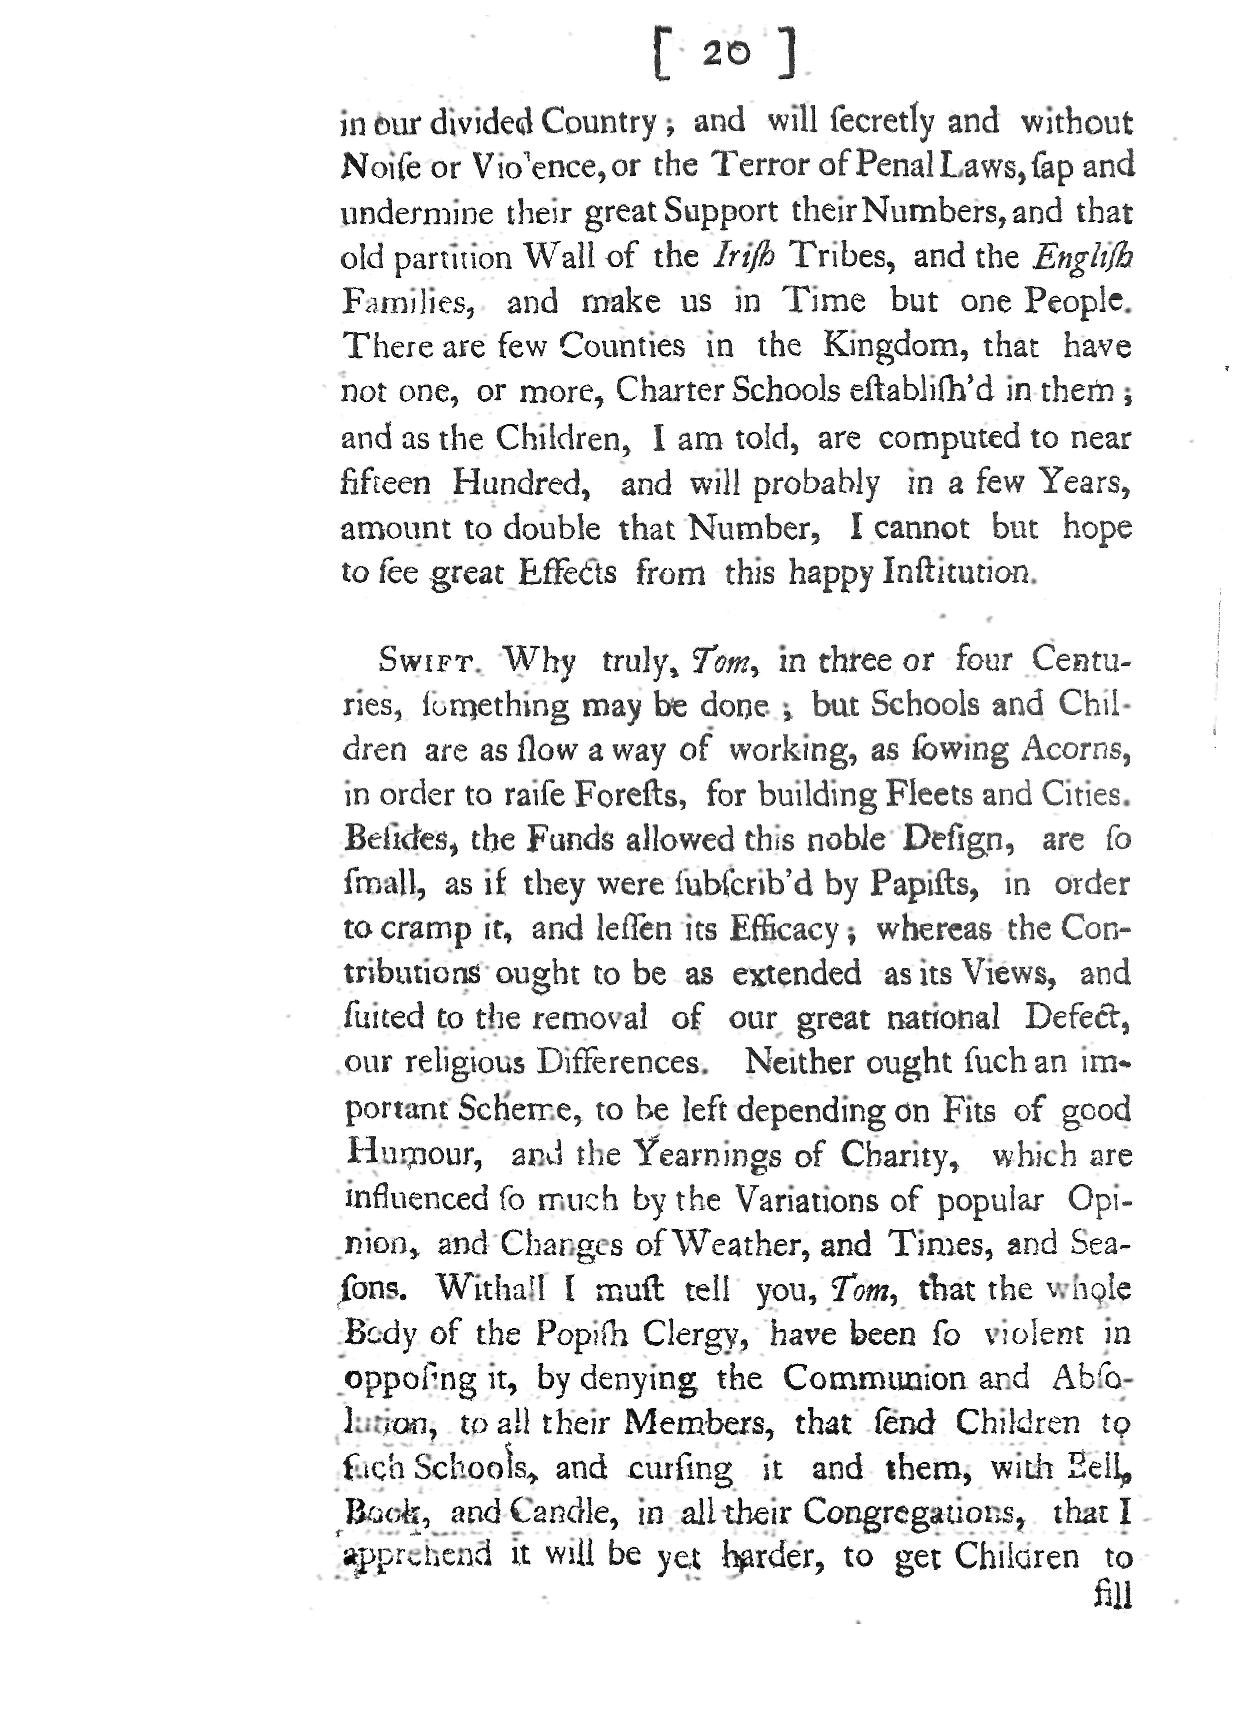 [ 20 ]
in our divided Country; and will ſecretly and without
Noiſe or Violence, or the Terror of Penal Laws, ſap and
undermine their great Support their Numbers, and that
old partition Wall of the Iriſh Tribes, and the Engliſh
Families, and make us in Time but one People.
There are few Counties in the Kingdom, that have
not one, or more, Charter Schools eſtabliſh'd in them;
and as the Children, I am told, are computed to near
fifteen Hundred, and will probably in a few Years,
amount to double that Number, I cannot but hope
to ſee great Effects from this happy Inſtitution.
SWIFT. Why truly, Tom, in three or four Centu-
ries, ſomething may be done; but Schools and Chil-
dren are as ſlow a way of working, as ſowing Acorns,
in order to raiſe Foreſts, for building Fleets and Cities.
Beſides, the Funds allowed this noble Deſign, are ſo
ſmall, as if they were ſubſcrib'd by Papiſts, in order
to cramp it, and leſſen its Efficacy; whereas the Con-
tributions ought to be as extended as its Views, and
ſuited to the removal of our great national Defect,
our religious Differences. Neither ought ſuch an im-
portant Scheme, to be left depending on Fits of good
Humour, and the Yearnings of Charity, which are
influenced ſo much by the Variations of popular Opi-
nion, and Changes of Weather, and Times, and Sea-
ſons. Withall I muſt tell you, Tom, that the whole
Body of the Popiſh Clergy, have been ſo violent in
oppoſing it, by denying the Communion and Abſo-
lution, to all their Members, that ſend Children to
ſuch Schools, and curſing it and them, with Bell,
Book, and Candle, in all their Congregations, that I
apprehend it will be yet harder, to get Children to
fill